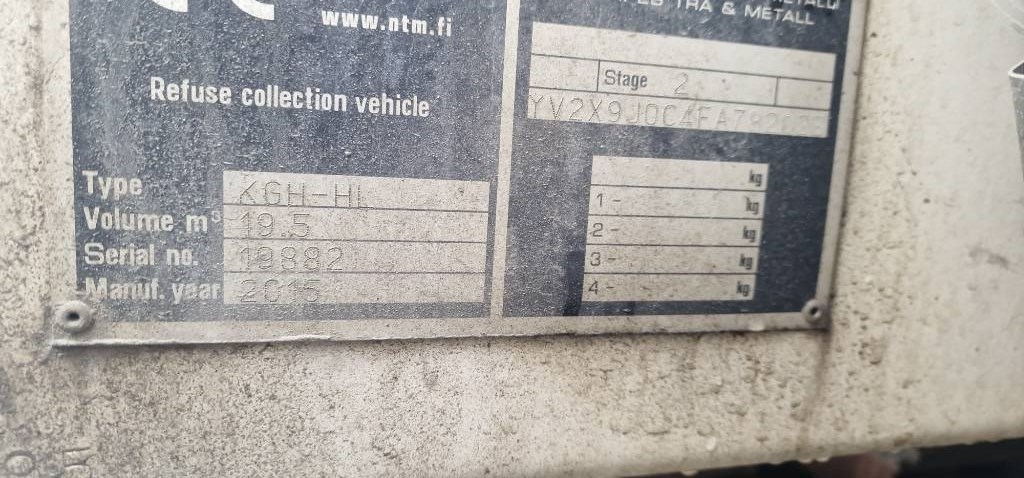 www.ntm.fi
TRA & METALL
Refuse collection vehicle
Stage 2
Type KGH-HL
Volume m³ 19.5
Serial no. 19882
Manuf. year 2015
kg
1- kg
2- kg
3- kg
4- kg